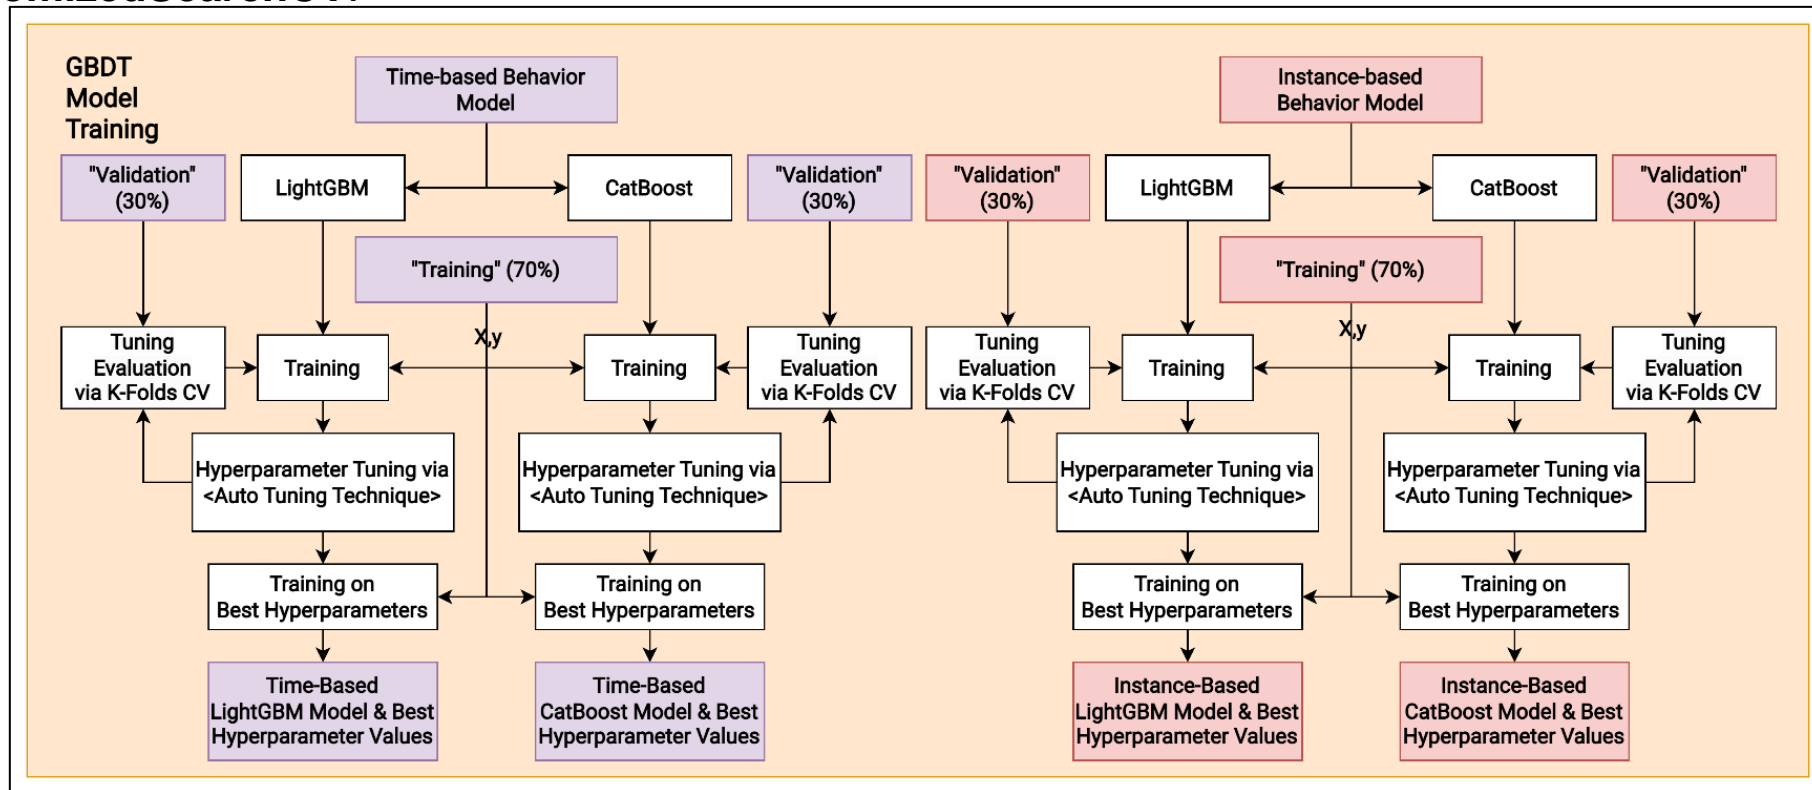 GBDT
Model
Training
Time-based Behavior
Model
Instance-based
Behavior Model
"Validation"
(30%)
LightGBM
CatBoost
"Validation"
(30%)
"Validation"
(30%)
LightGBM
CatBoost
"Validation"
(30%)
"Training" (70%)
"Training" (70%)
X,y
X,y
Tuning
Evaluation
via K-Folds CV
Training
Training
Tuning
Evaluation
via K-Folds CV
Tuning
Evaluation
via K-Folds CV
Training
Training
Tuning
Evaluation
via K-Folds CV
Hyperparameter Tuning via
<Auto Tuning Technique>
Hyperparameter Tuning via
<Auto Tuning Technique>
Hyperparameter Tuning via
<Auto Tuning Technique>
Hyperparameter Tuning via
<Auto Tuning Technique>
Training on
Best Hyperparameters
Training on
Best Hyperparameters
Training on
Best Hyperparameters
Training on
Best Hyperparameters
Time-Based
LightGBM Model & Best
Hyperparameter Values
Time-Based
CatBoost Model & Best
Hyperparameter Values
Instance-Based
LightGBM Model & Best
Hyperparameter Values
Instance-Based
CatBoost Model & Best
Hyperparameter Values